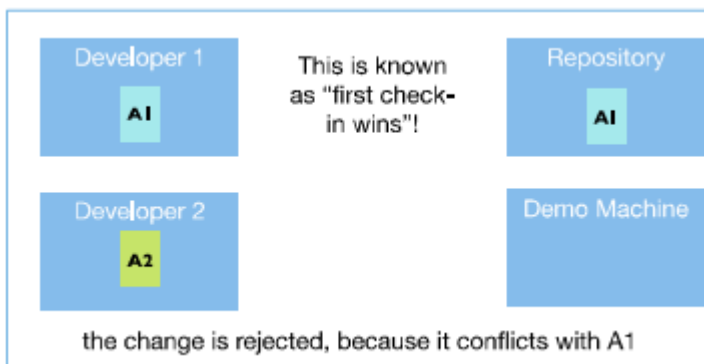 Developer 1
A1
This is known
as "first check-
in wins"!
Repository
A1
Developer 2
A2
Demo Machine
the change is rejected, because it conflicts with A1